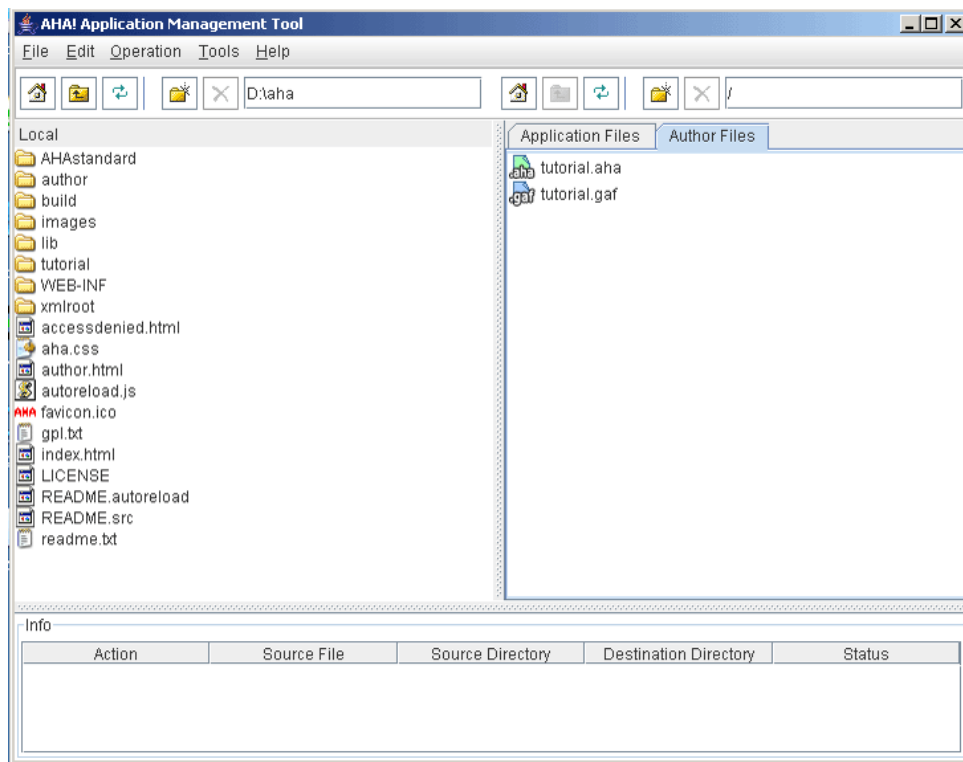 AHA! Application Management Tool
File Edit Operation Tools Help
D:\aha
/
Local
Application Files Author Files
AHAstandard
author
build
images
lib
tutorial
WEB-INF
xmlroot
accessdenied.html
aha.css
author.html
autoreload.js
AHA favicon.ico
gpl.txt
index.html
LICENSE
README.autoreload
README.src
readme.txt
.aha tutorial.aha
.gaf tutorial.gaf
Info
Action Source File Source Directory Destination Directory Status